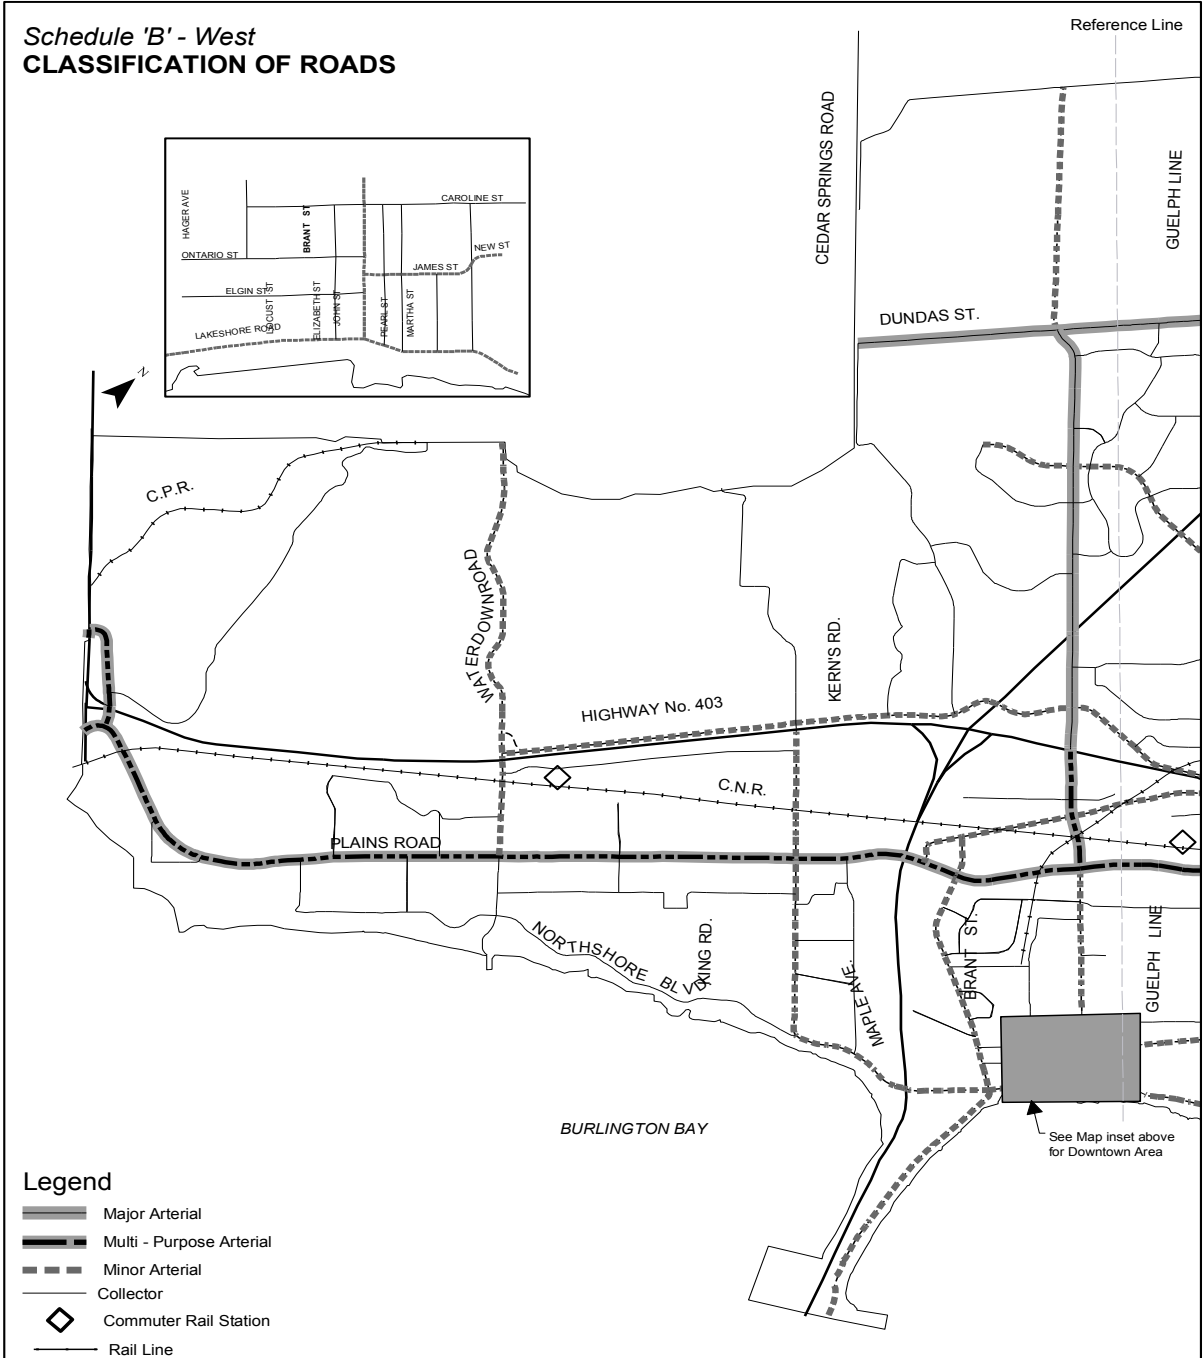 Schedule 'B' - West
CLASSIFICATION OF ROADS
Reference Line
CEDAR SPRINGS ROAD
GUELPH LINE
HAGER AVE
BRANT ST
CAROLINE ST
ONTARIO ST
NEW ST
JAMES ST
ELGIN ST
LOCUST ST
ELIZABETH ST
JOHN ST
PEARL ST
MARTHA ST
LAKESHORE ROAD
N
DUNDAS ST.
C.P.R.
WATERDOWN ROAD
KERN'S RD.
HIGHWAY No. 403
C.N.R.
PLAINS ROAD
NORTHSHORE BLVD.
KING RD.
MAPLE AVE.
BRANT ST.
GUELPH LINE
BURLINGTON BAY
See Map inset above
for Downtown Area
Legend
Major Arterial
Multi - Purpose Arterial
Minor Arterial
Collector
Commuter Rail Station
Rail Line